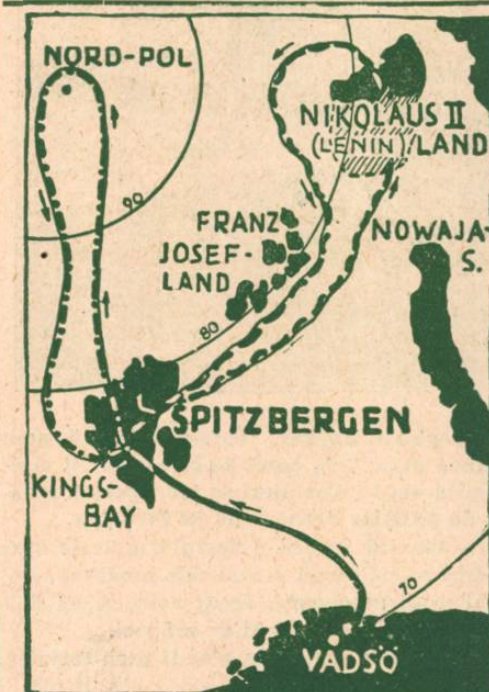 NORD-POL
NIKOLAUS II
(LENIN) LAND
90
FRANZ
JOSEF-
LAND
NOWAJA-
S.
80
SPITZBERGEN
KINGS-
BAY
70
VADSÖ